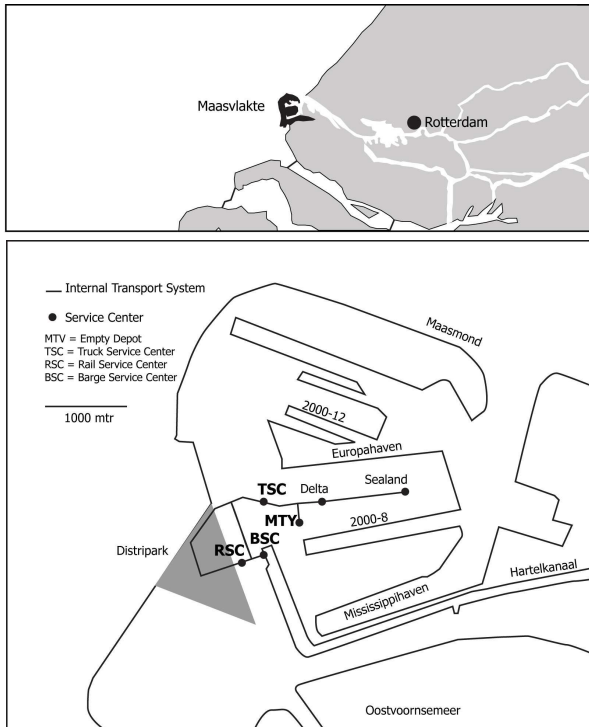 Maasvlakte
Rotterdam
Internal Transport System
Service Center
MTV = Empty Depot
TSC = Truck Service Center
RSC = Rail Service Center
BSC = Barge Service Center
1000 mtr
Maasmond
2000-12
Europahaven
TSC
Delta
Sealand
MTY
2000-8
Distripark
RSC
BSC
Hartelkanaal
Mississippihaven
Oostvoornsemeer